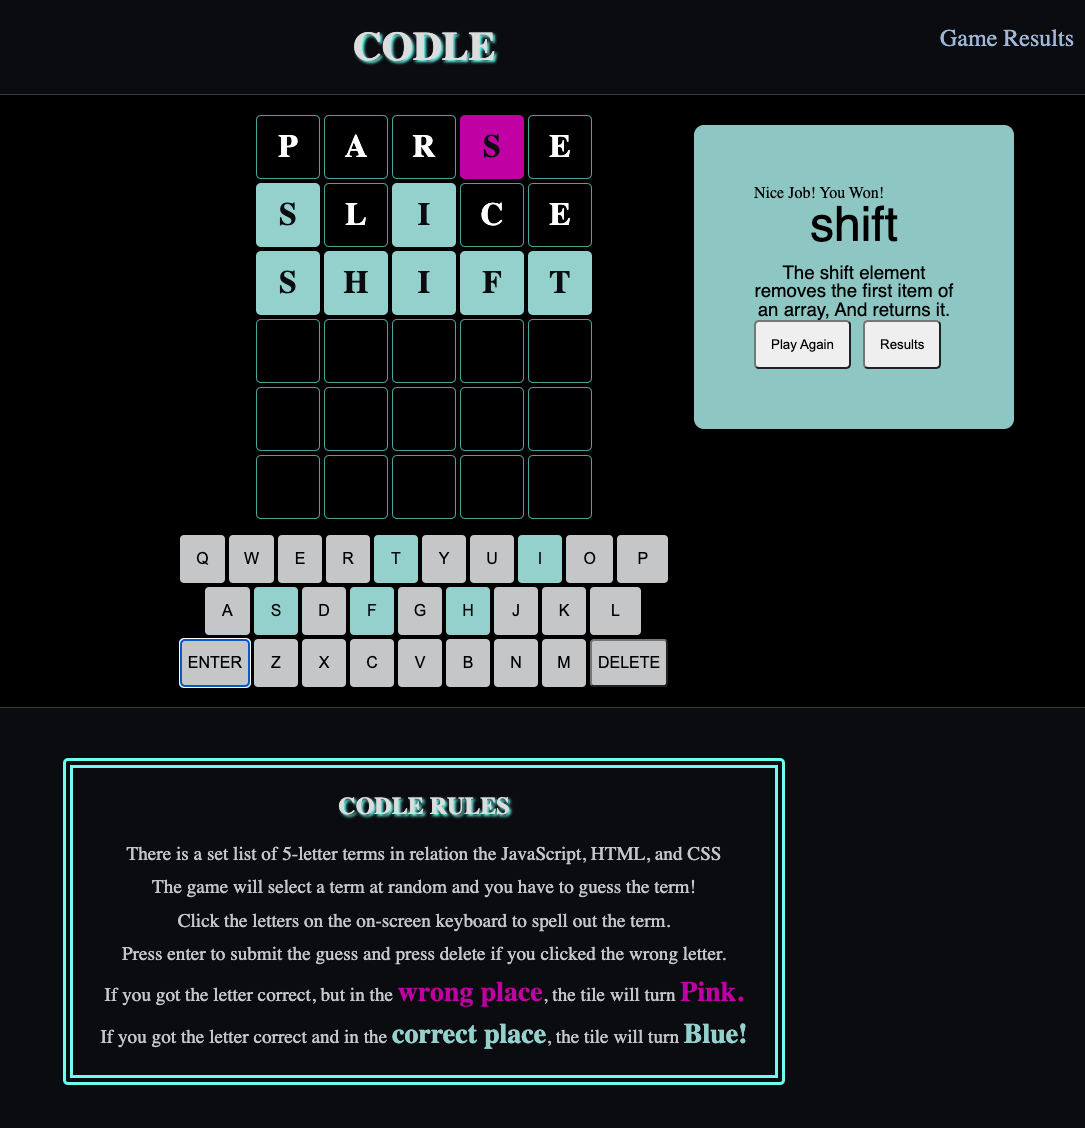 CODLE
Game Results
P A R S E
S L I C E
S H I F T
Nice Job! You Won!
shift
The shift element
removes the first item of
an array, And returns it.
Play Again Results
Q W E R T Y U I O P
A S D F G H J K L
ENTER Z X C V B N M DELETE
CODLE RULES
There is a set list of 5-letter terms in relation the JavaScript, HTML, and CSS
The game will select a term at random and you have to guess the term!
Click the letters on the on-screen keyboard to spell out the term.
Press enter to submit the guess and press delete if you clicked the wrong letter.
If you got the letter correct, but in the wrong place, the tile will turn Pink.
If you got the letter correct and in the correct place, the tile will turn Blue!